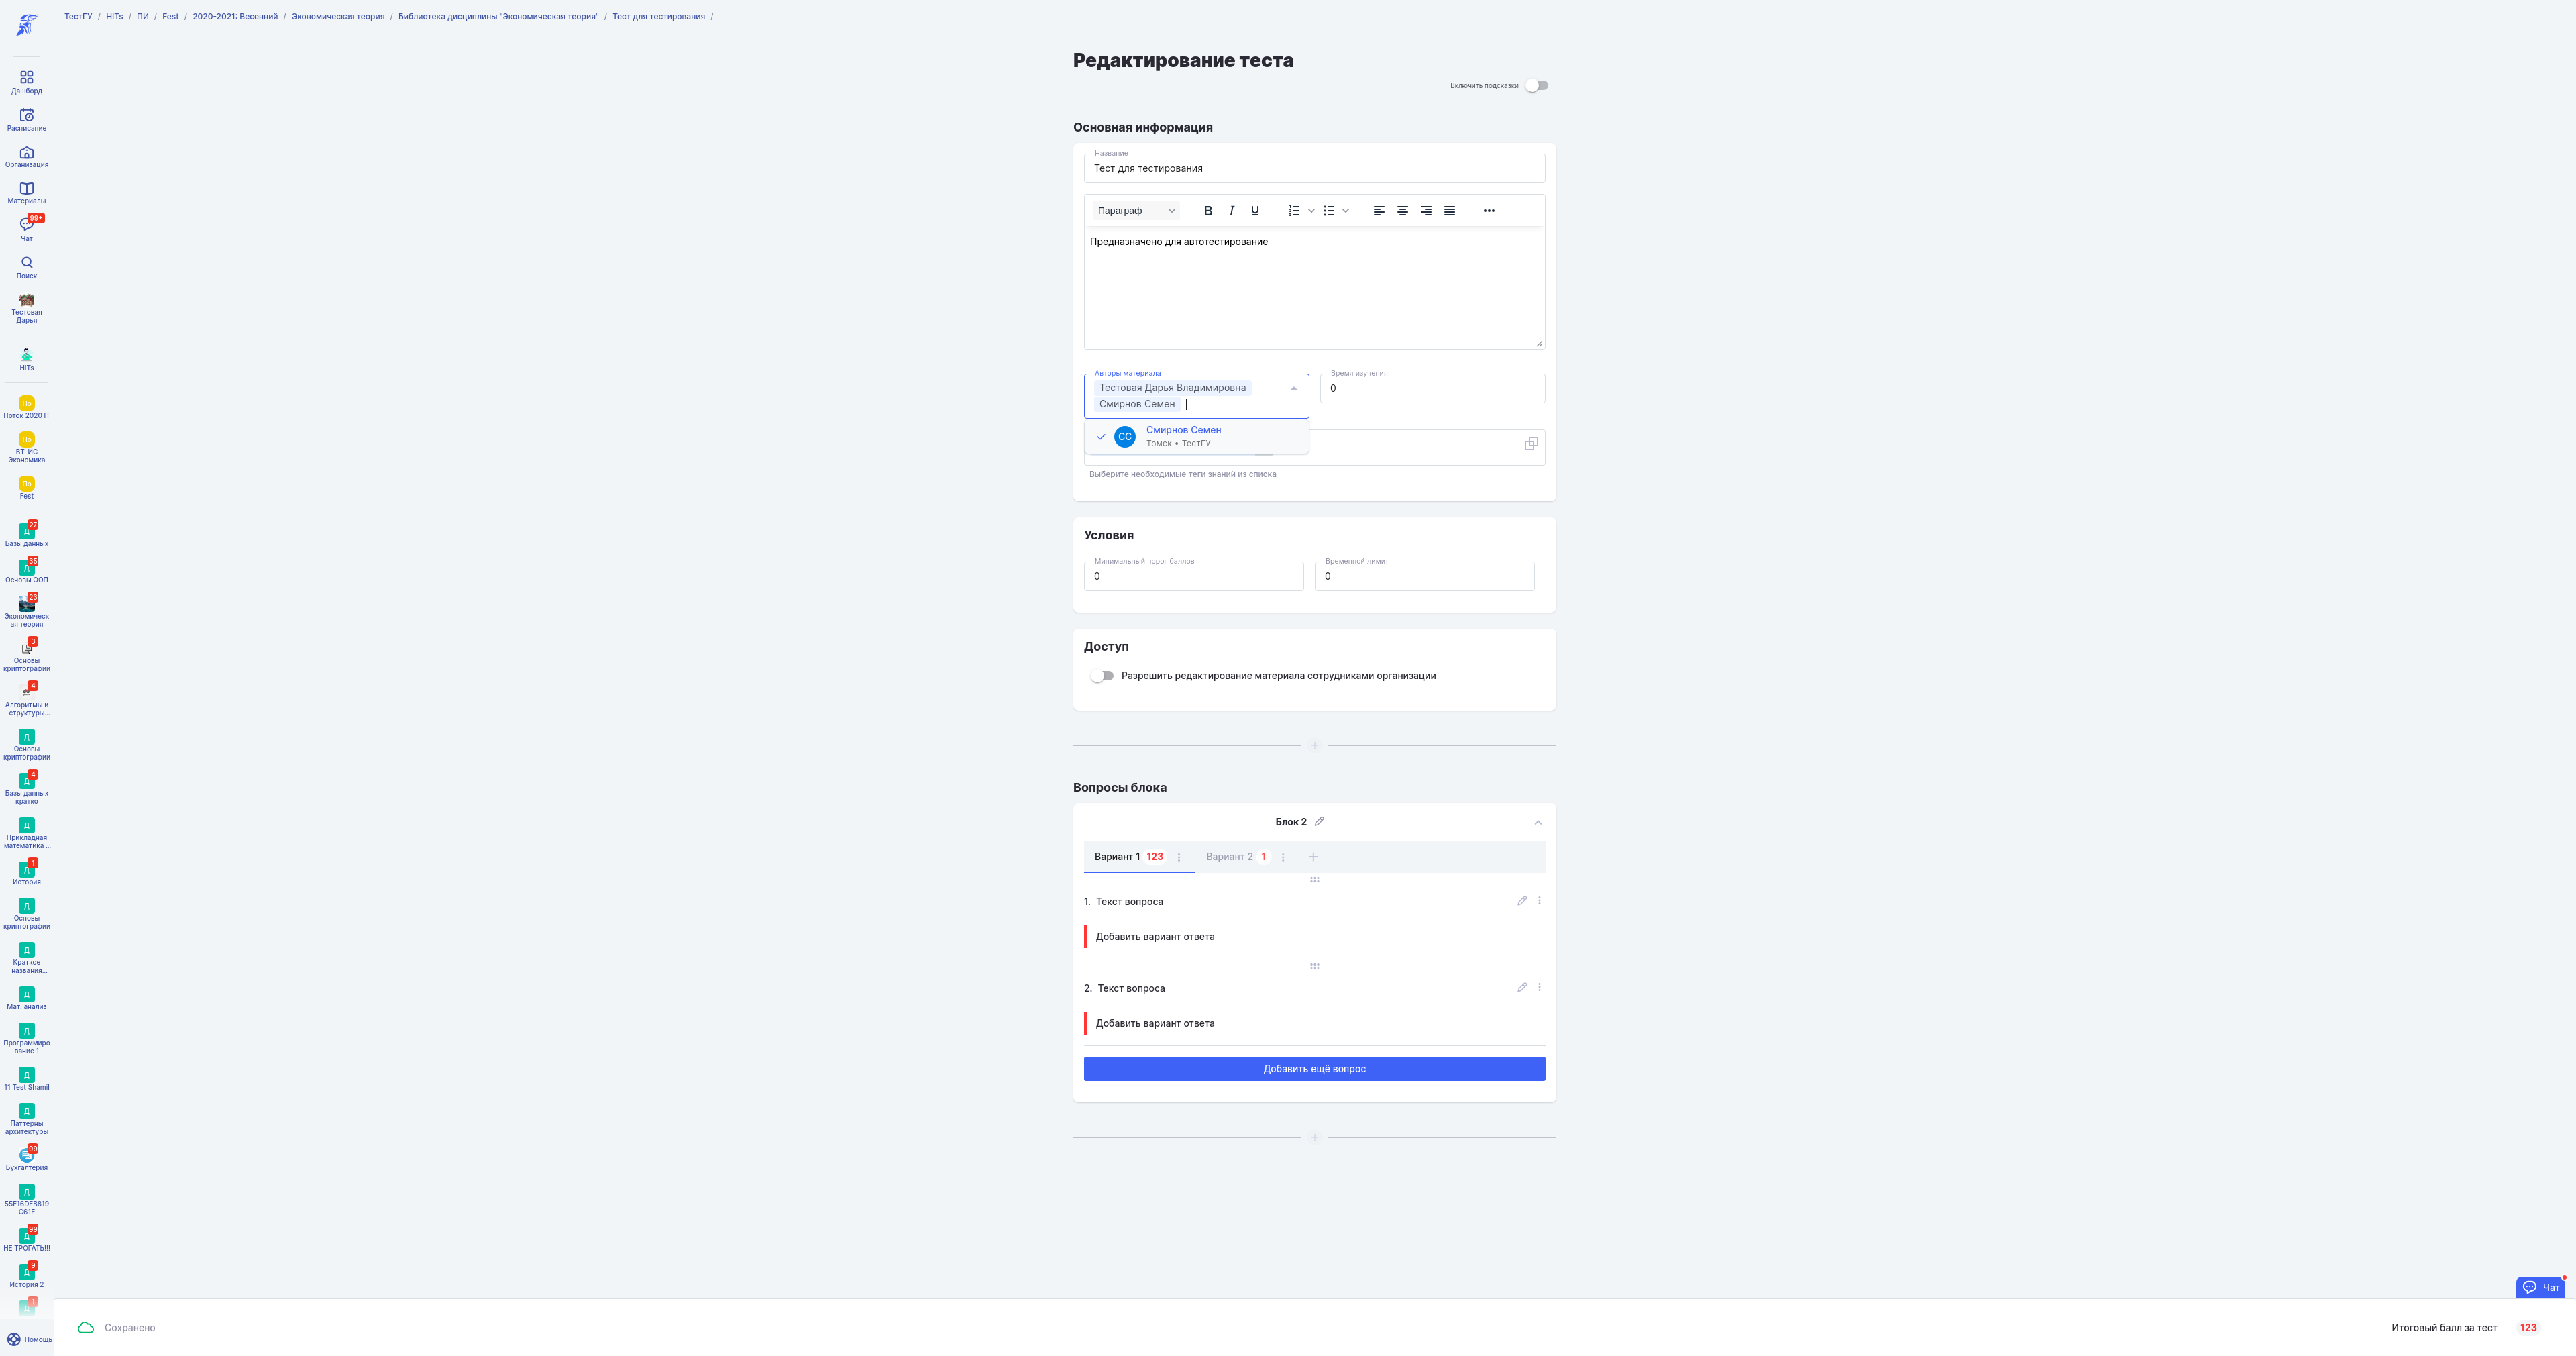 ТестГУ / HITs / ПИ / Fest / 2020-2021: Весенний / Экономическая теория / Библиотека дисциплины "Экономическая теория" / Тест для тестирования /
Дашборд
Расписание
Организация
Материалы
99+
Чат
Поиск
Тестовая
Дарья
HITs
По
Поток 2020 IT
По
ВТ-ИС
Экономика
По
Fest
27
Д
Базы данных
35
Д
Основы ООП
23
Экономическ
ая теория
3
Основы
криптографии
4
Алгоритмы и
структуры...
Д
Основы
криптографии
4
Д
Базы данных
кратко
Д
Прикладная
математика ...
1
Д
История
Д
Основы
криптографии
Д
Краткое
названия...
Д
Мат. анализ
Д
Программиро
вание 1
Д
11 Test Shamil
Д
Паттерны
архитектуры
99
Бухгалтерия
Д
55F16DFB819
C61E
99
Д
НЕ ТРОГАТЬ!!!
9
Д
История 2
1
Д
Помощь
Редактирование теста
Включить подсказки
Основная информация
Название
Тест для тестирования
Параграф
B I U
Предназначено для автотестирование
Авторы материала
Тестовая Дарья Владимировна
Смирнов Семен
Время изучения
0
СС
Смирнов Семен
Томск • ТестГУ
Выберите необходимые теги знаний из списка
Условия
Минимальный порог баллов
0
Временной лимит
0
Доступ
Разрешить редактирование материала сотрудниками организации
Вопросы блока
Блок 2
Вариант 1 123
Вариант 2 1
1. Текст вопроса
Добавить вариант ответа
2. Текст вопроса
Добавить вариант ответа
Добавить ещё вопрос
Чат
Сохранено
Итоговый балл за тест 123